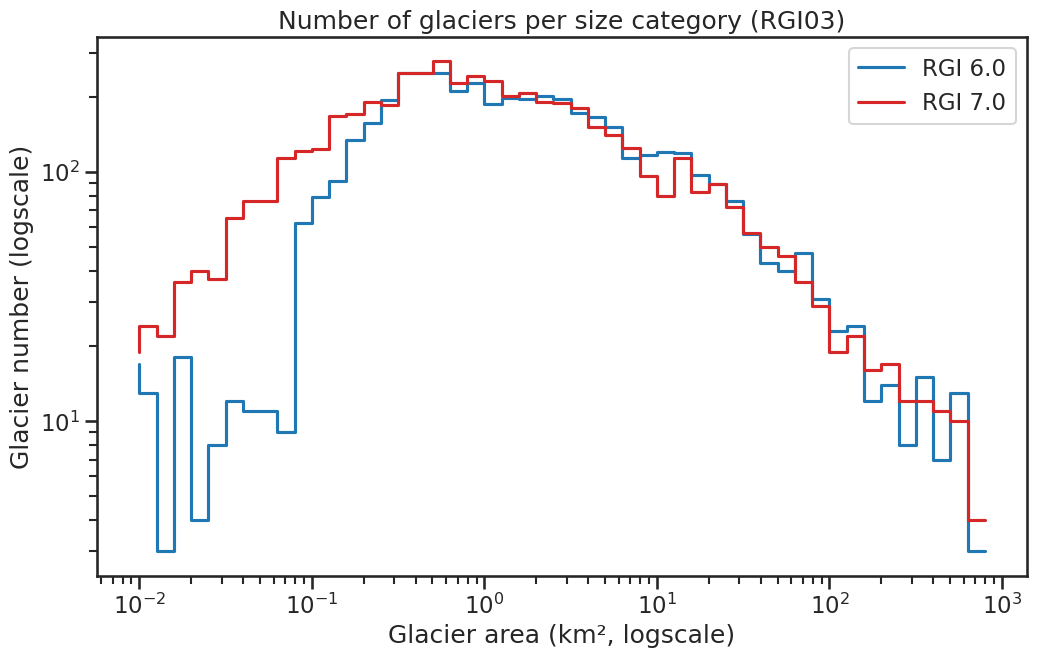 Number of glaciers per size category (RGI03)
RGI 6.0
RGI 7.0
Glacier number (logscale)
10²
10¹
10⁻²
10⁻¹
10⁰
10¹
10²
10³
Glacier area (km², logscale)